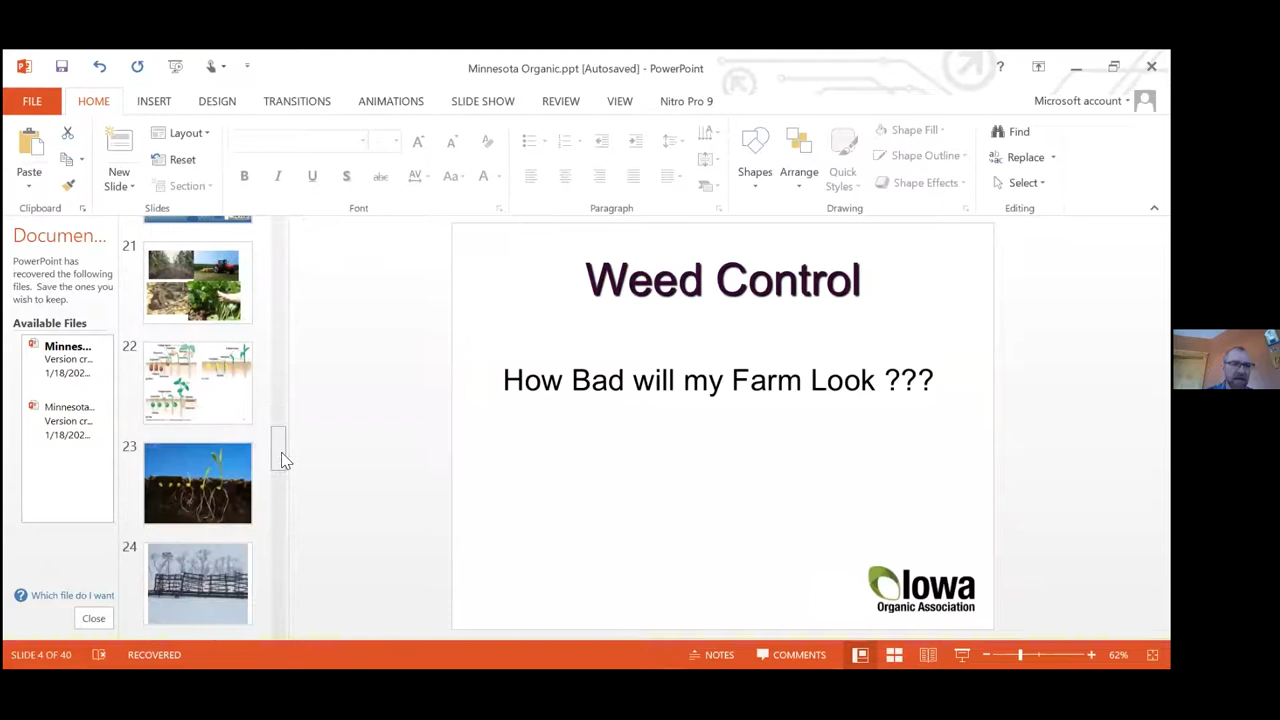 Minnesota Organic.ppt [Autosaved] - PowerPoint
?
FILE
HOME
INSERT
DESIGN
TRANSITIONS
ANIMATIONS
SLIDE SHOW
REVIEW
VIEW
Nitro Pro 9
Microsoft account
Paste
New
Slide
Layout
Reset
Section
B I U S abc AV Aa A
Shapes
Arrange
Quick
Styles
Shape Fill
Shape Outline
Shape Effects
Find
Replace
Select
Clipboard
Slides
Font
Paragraph
Drawing
Editing
Documen...
PowerPoint has
recovered the following
files. Save the ones you
wish to keep.
Available Files
Minnes...
Version cr...
1/18/202...
Minnesota...
Version cr...
1/18/202...
Which file do I want
Close
21
22
23
24
Weed Control
How Bad will my Farm Look ???
Iowa
Organic Association
SLIDE 4 OF 40
RECOVERED
NOTES
COMMENTS
62%